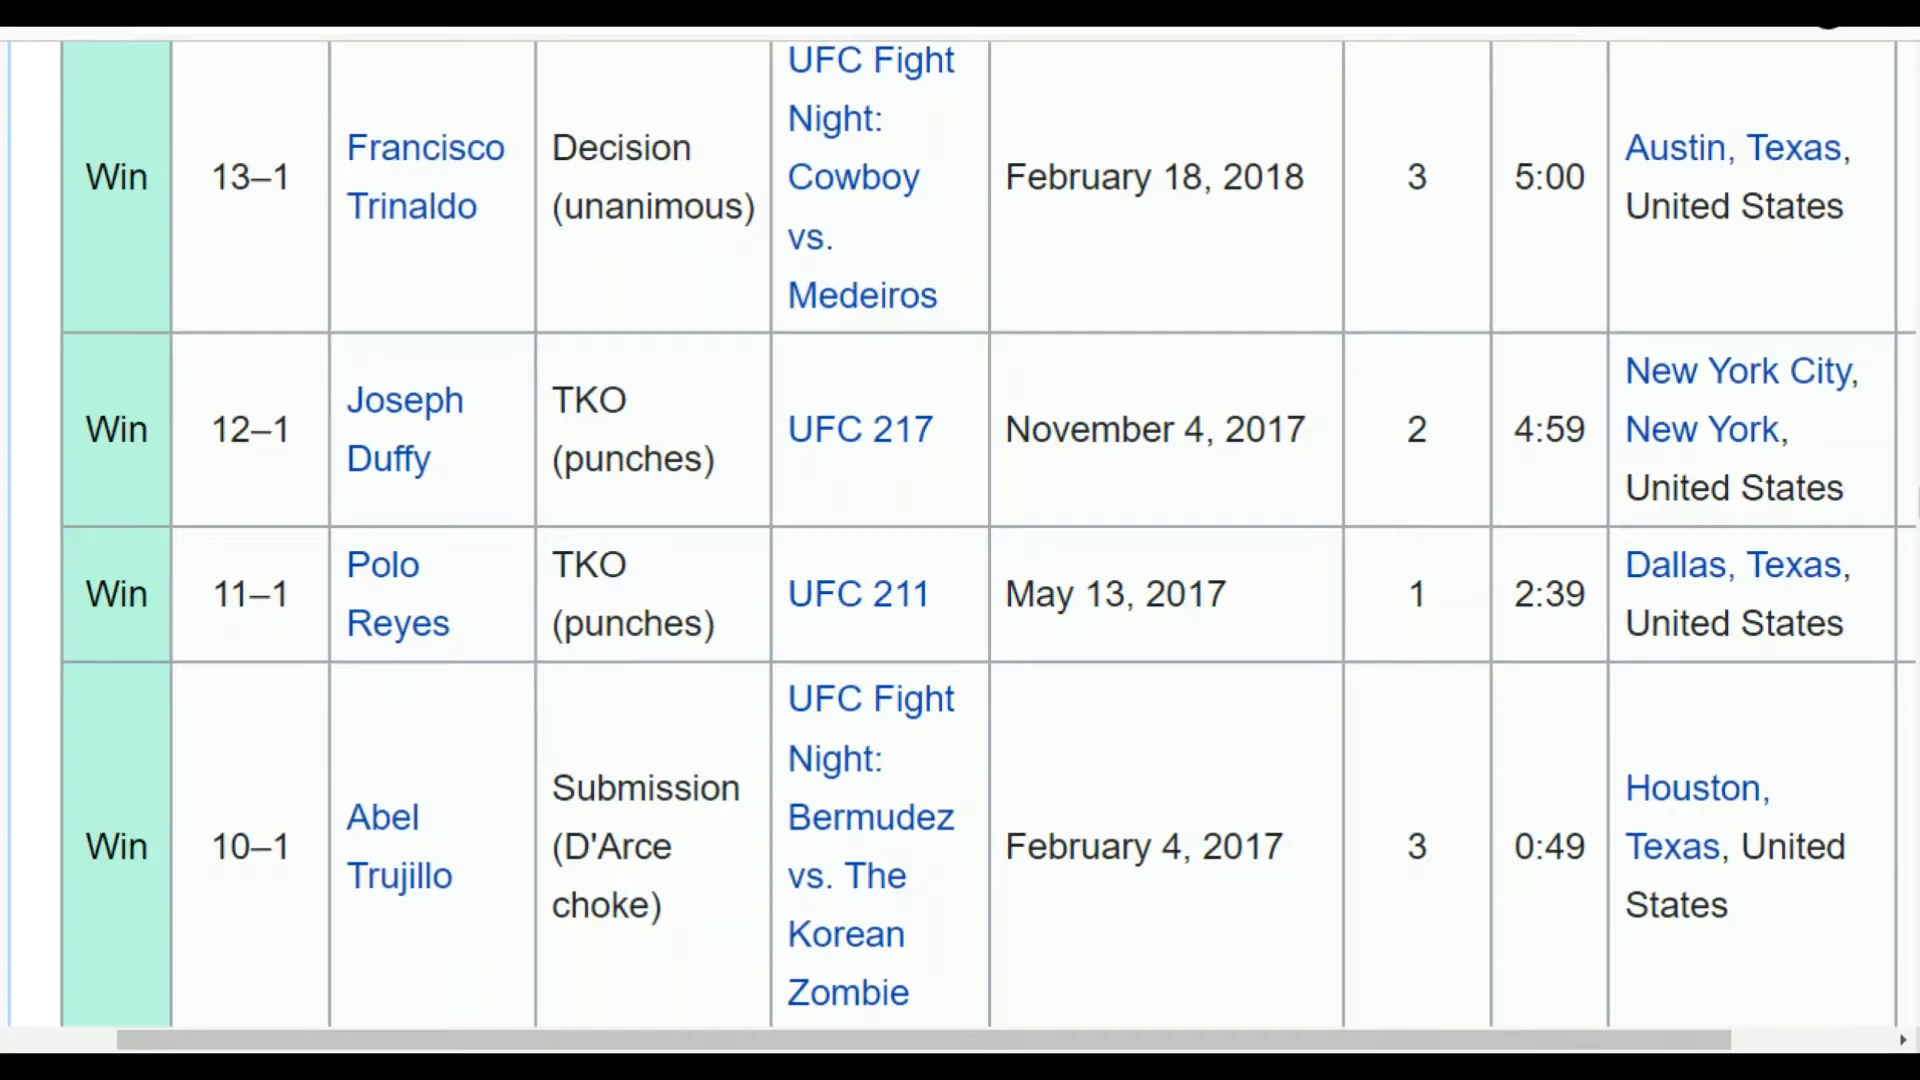 Win
13–1
Francisco
Trinaldo
Decision
(unanimous)
UFC Fight
Night:
Cowboy
vs.
Medeiros
February 18, 2018
3
5:00
Austin, Texas,
United States
Win
12–1
Joseph
Duffy
TKO
(punches)
UFC 217
November 4, 2017
2
4:59
New York City,
New York,
United States
Win
11–1
Polo
Reyes
TKO
(punches)
UFC 211
May 13, 2017
1
2:39
Dallas, Texas,
United States
Win
10–1
Abel
Trujillo
Submission
(D'Arce
choke)
UFC Fight
Night:
Bermudez
vs. The
Korean
Zombie
February 4, 2017
3
0:49
Houston,
Texas, United
States